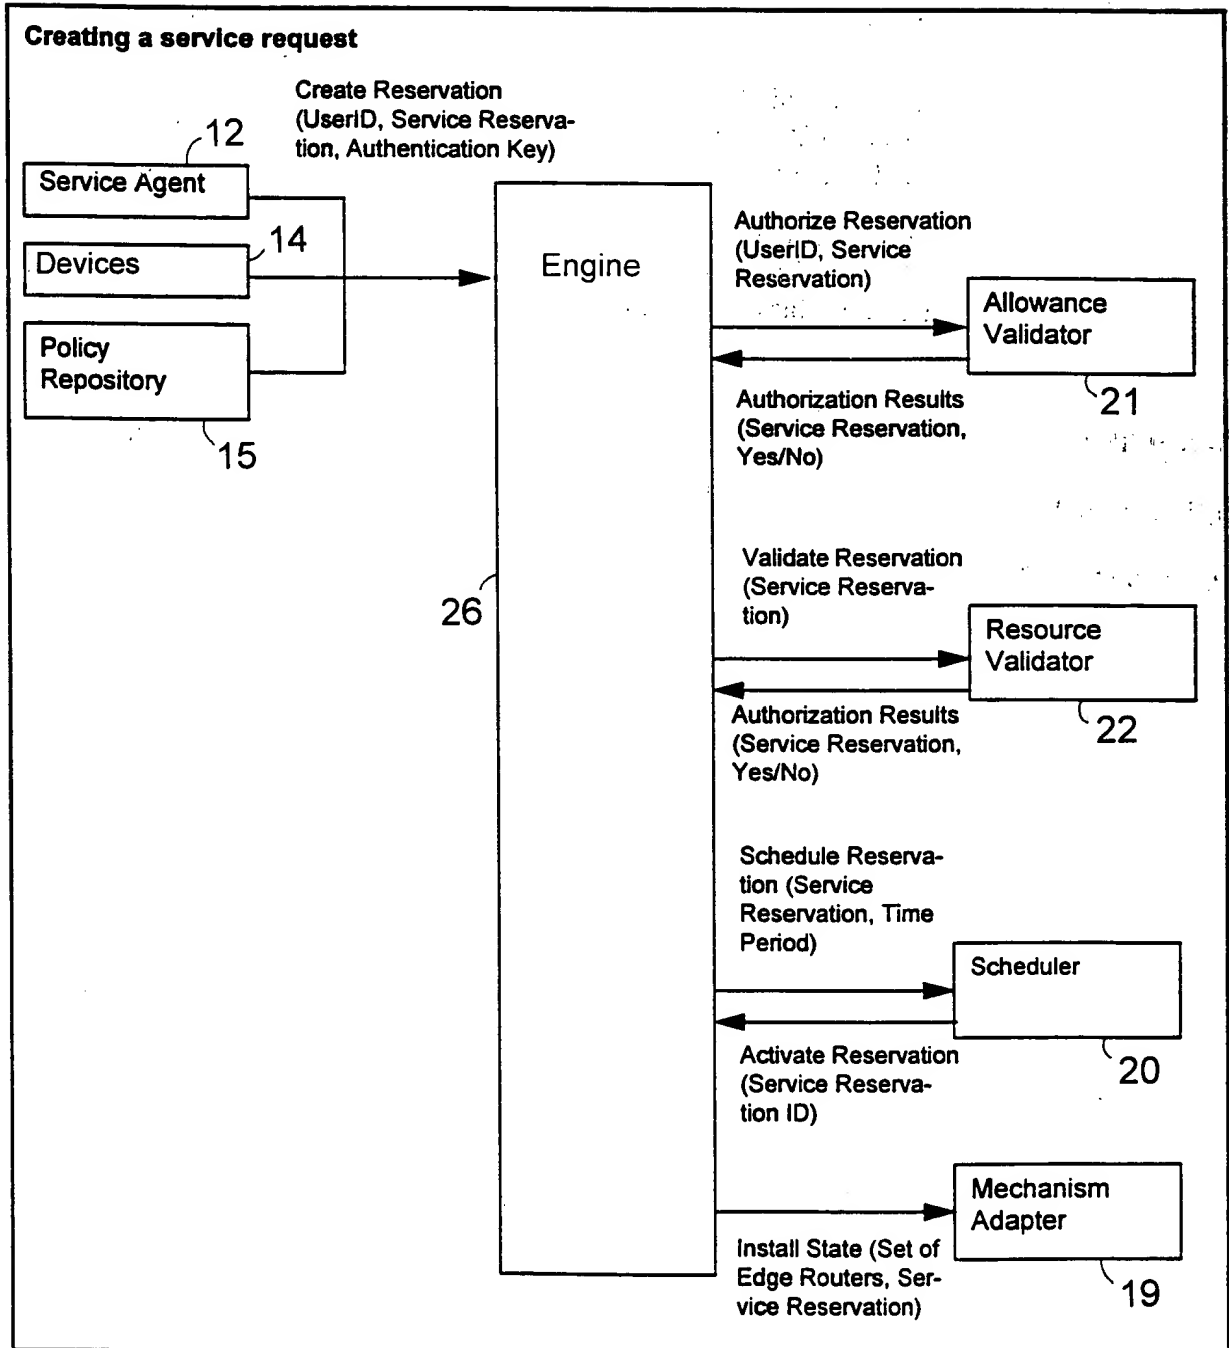 Creating a service request
Create Reservation
(UserID, Service Reserva-
tion, Authentication Key)
12
Service Agent
14
Devices
Policy
Repository
15
Engine
26
Authorize Reservation
(UserID, Service
Reservation)
Allowance
Validator
21
Authorization Results
(Service Reservation,
Yes/No)
Validate Reservation
(Service Reserva-
tion)
Resource
Validator
22
Authorization Results
(Service Reservation,
Yes/No)
Schedule Reserva-
tion (Service
Reservation, Time
Period)
Scheduler
20
Activate Reservation
(Service Reserva-
tion ID)
Mechanism
Adapter
19
Install State (Set of
Edge Routers, Ser-
vice Reservation)